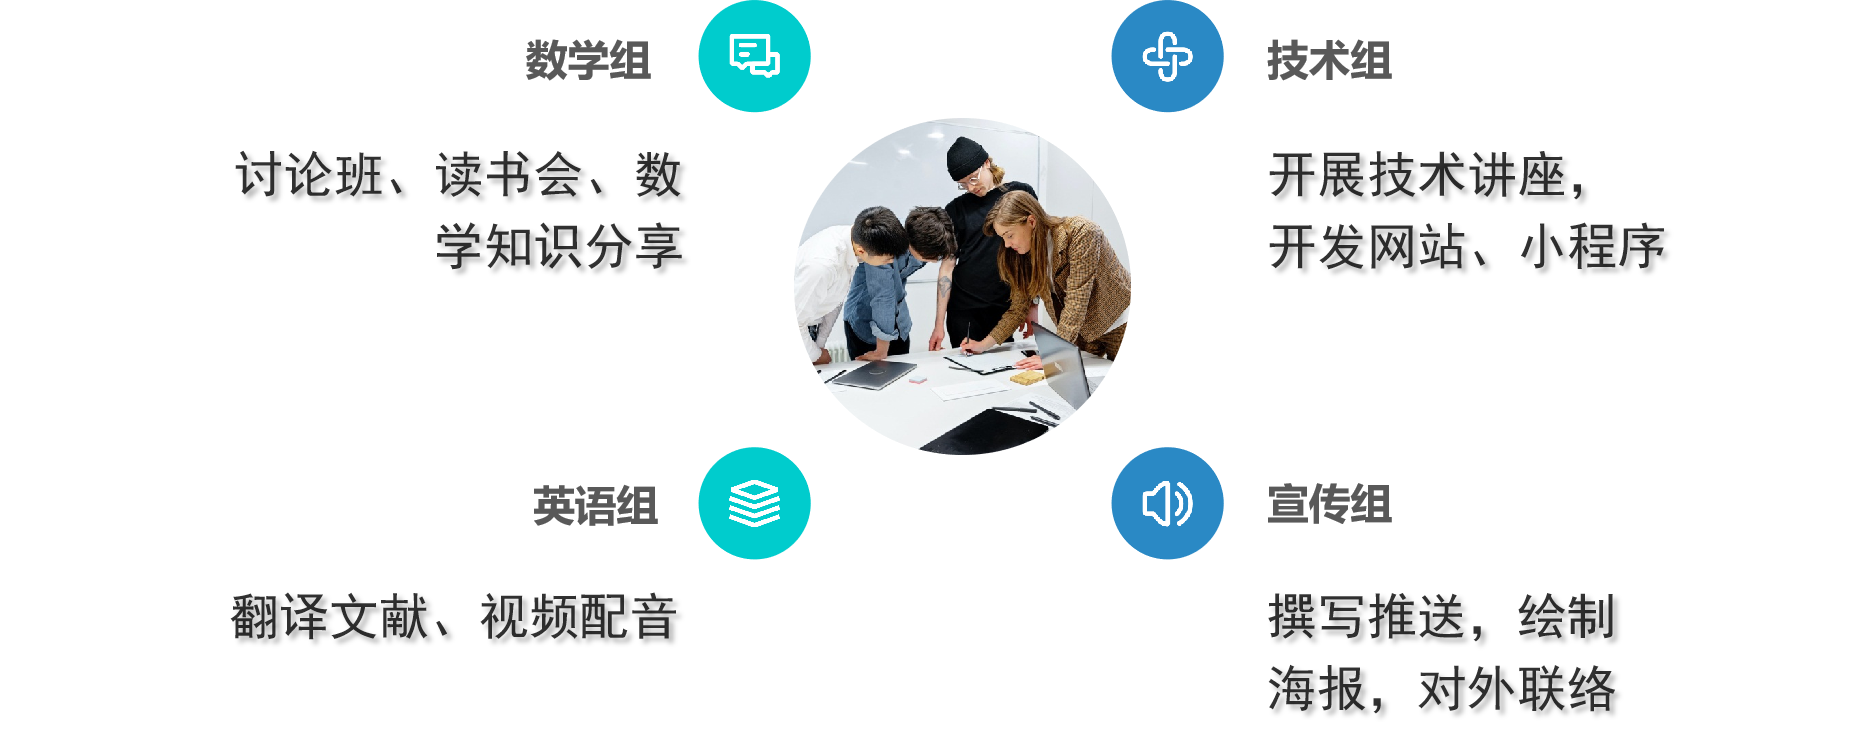 数学组
讨论班、读书会、数
学知识分享
技术组
开展技术讲座，
开发网站、小程序
英语组
翻译文献、视频配音
宣传组
撰写推送，绘制
海报，对外联络